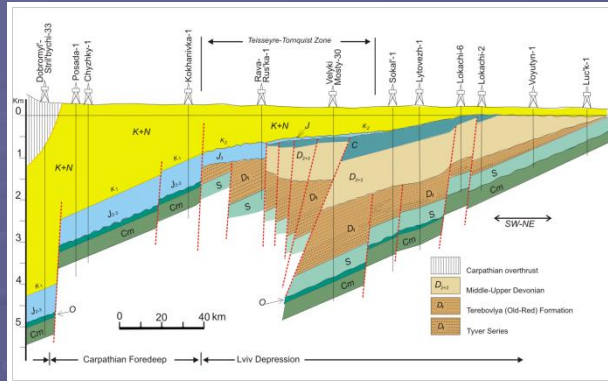 Dobromyl'-
Stril'bychi-33
Posada-1
Chyzhky-1
Kokhanivka-1
Teisseyre-Tornquist Zone
Rava-
Rus'ka-1
Velyki
Mosty-30
Sokal'-1
Lytovezh-1
Lokachi-6
Lokachi-2
Voyutyn-1
Luc'k-1
Km
0
1
2
3
4
5
K+N
K+N
K+N
K1
K1
K1
K2
K2
J
J3
J2-3
J2-3
J2-3
Cm
Cm
Cm
Cm
Cm
O
O
S
S
S
S
S
C
D2+3
D2+3
D1
D1
D1
D1
D1
SW-NE
0 20 40 km
Carpathian overthrust
D2+3 Middle-Upper Devonian
D1 Terebovlya (Old-Red) Formation
D1 Tyver Series
Carpathian Foredeep
Lviv Depression